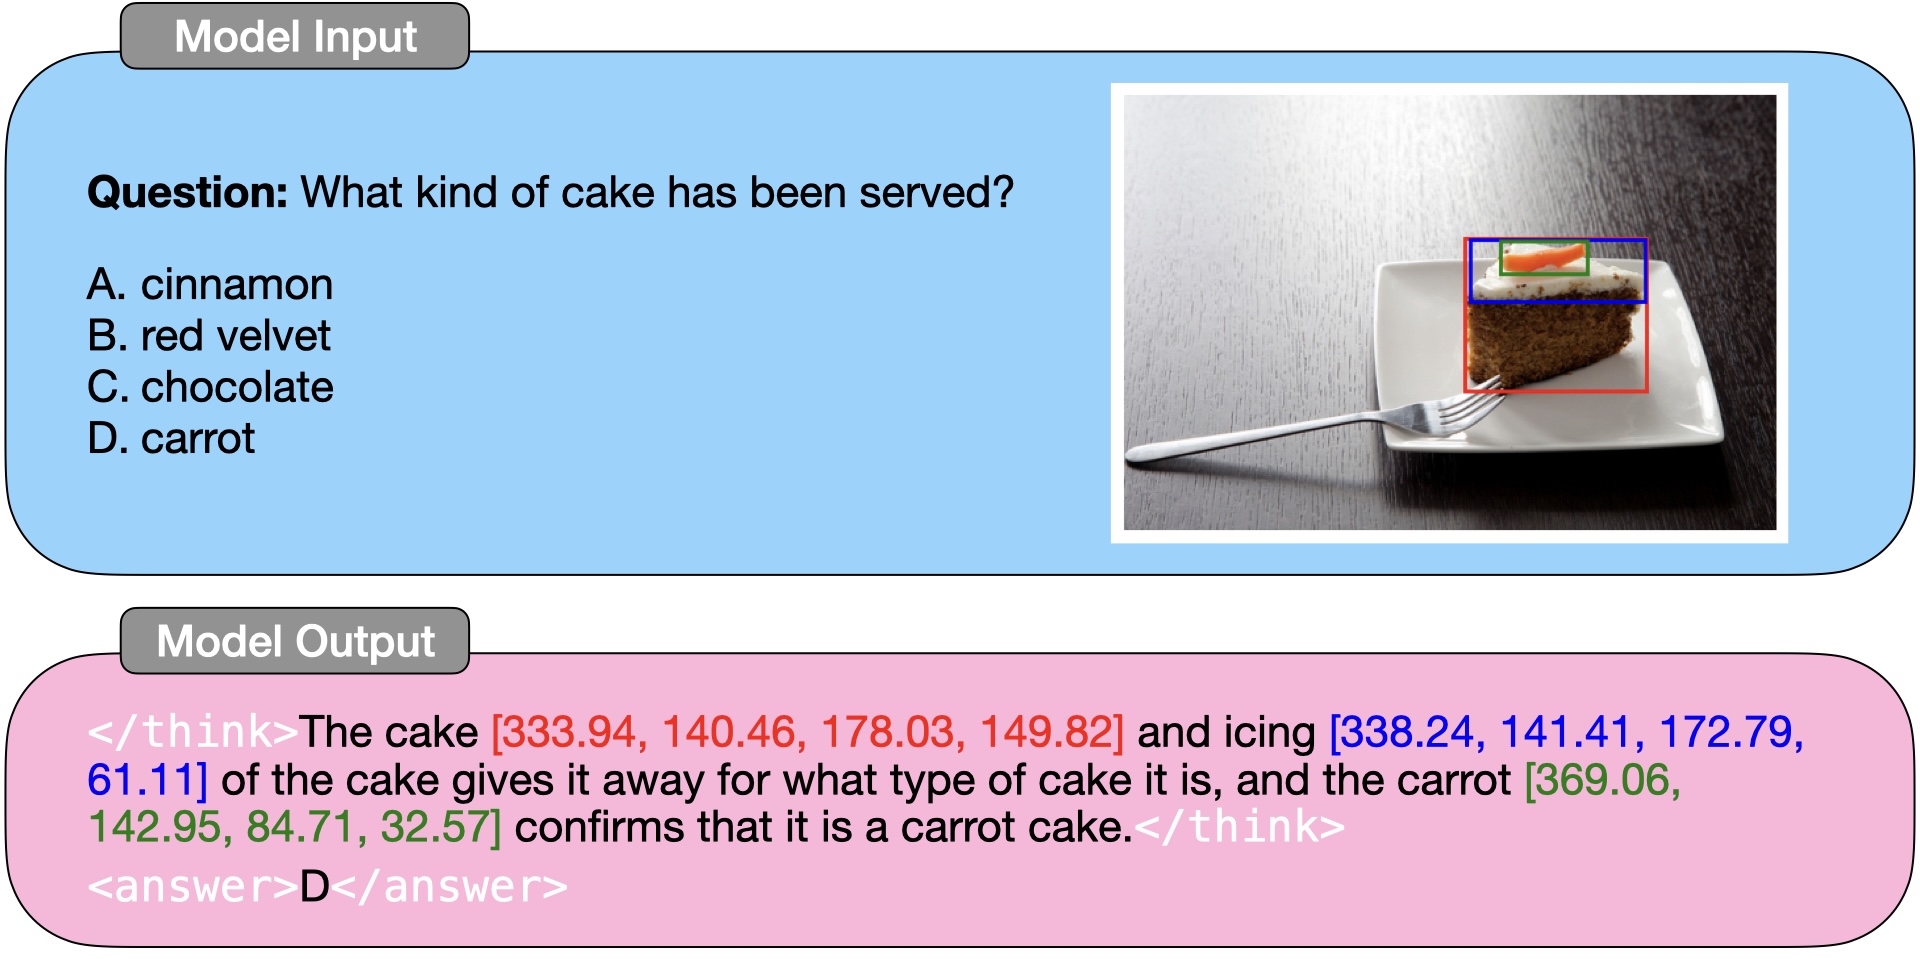 Model Input
Question: What kind of cake has been served?
A. cinnamon
B. red velvet
C. chocolate
D. carrot
Model Output
</think>The cake [333.94, 140.46, 178.03, 149.82] and icing [338.24, 141.41, 172.79,
61.11] of the cake gives it away for what type of cake it is, and the carrot [369.06,
142.95, 84.71, 32.57] confirms that it is a carrot cake.</think>
<answer>D</answer>